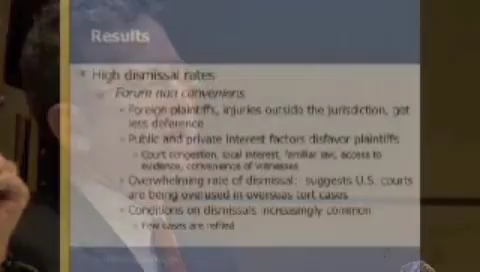 Results
High dismissal rates
Forum non conveniens
Foreign plaintiffs, injuries outside the jurisdiction, get
less deference
Public and private interest factors disfavor plaintiffs
Court congestion, local interest, familiar law, access to
evidence, convenience of witnesses
Overwhelming rate of dismissal: suggests U.S. courts
are being overused in overseas tort cases
Conditions on dismissals increasingly common
Few cases are refiled